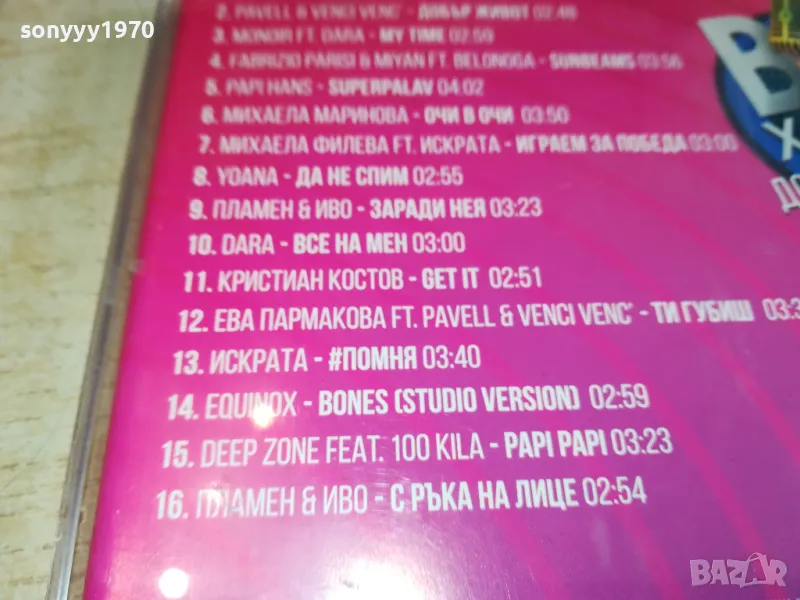 sonyyy1970
2. PAVELL & VENCI VENC' - ДОБЪР ЖИВОТ 02:48
3. MONOIR FT. DARA - MY TIME 02:59
4. FABRIZIO PARISI & MIYAN FT. BELONOGA - SUNBEAMS 03:56
5. PAPI HANS - SUPERPALAV 04:02
6. МИХАЕЛА МАРИНОВА - ОЧИ В ОЧИ 03:50
7. МИХАЕЛА ФИЛЕВА FT. ИСКРАТА - ИГРАЕМ ЗА ПОБЕДА 03:00
8. YOANA - ДА НЕ СПИМ 02:55
9. ПЛАМЕН & ИВО - ЗАРАДИ НЕЯ 03:23
10. DARA - ВСЕ НА МЕН 03:00
11. КРИСТИАН КОСТОВ - GET IT 02:51
12. ЕВА ПАРМАКОВА FT. PAVELL & VENCI VENC' - ТИ ГУБИШ 03:3
13. ИСКРАТА - #ПОМНЯ 03:40
14. EQUINOX - BONES (STUDIO VERSION) 02:59
15. DEEP ZONE FEAT. 100 KILA - PAPI PAPI 03:23
16. ПЛАМЕН & ИВО - С РЪКА НА ЛИЦЕ 02:54
BAZAR